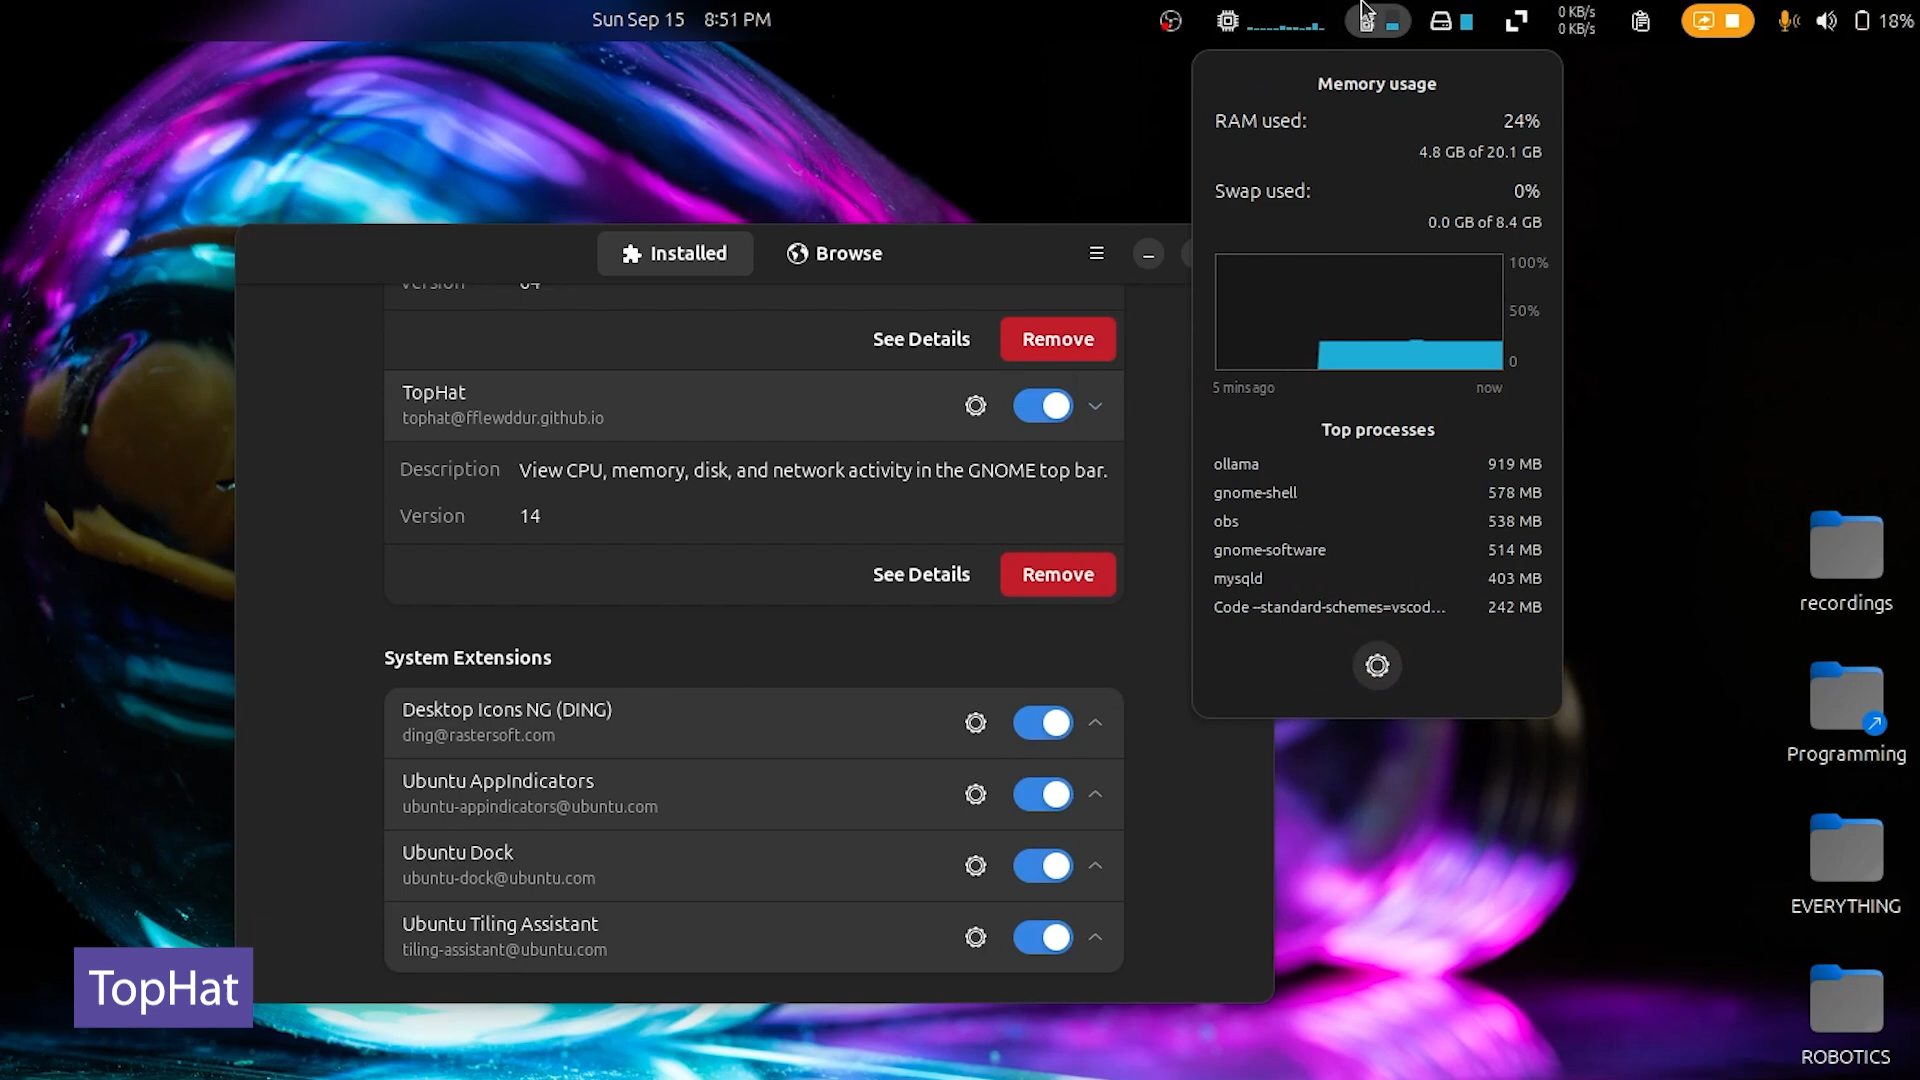 Sun Sep 15 8:51 PM
0 KB/s
0 KB/s
18%
Memory usage
RAM used: 24%
4.8 GB of 20.1 GB
Swap used: 0%
0.0 GB of 8.4 GB
100%
50%
0
5 mins ago now
Top processes
ollama 919 MB
gnome-shell 578 MB
obs 538 MB
gnome-software 514 MB
mysqld 403 MB
Code --standard-schemes=vscod... 242 MB
Installed Browse
Version 64
See Details Remove
TopHat
tophat@fflewddur.github.io
Description View CPU, memory, disk, and network activity in the GNOME top bar.
Version 14
See Details Remove
System Extensions
Desktop Icons NG (DING)
ding@rastersoft.com
Ubuntu AppIndicators
ubuntu-appindicators@ubuntu.com
Ubuntu Dock
ubuntu-dock@ubuntu.com
Ubuntu Tiling Assistant
tiling-assistant@ubuntu.com
recordings
Programming
EVERYTHING
ROBOTICS
TopHat